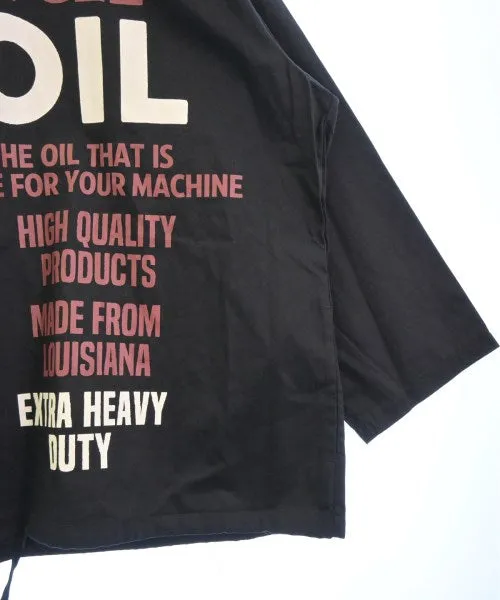 OIL
HE OIL THAT IS
E FOR YOUR MACHINE
HIGH QUALITY
PRODUCTS
MADE FROM
LOUISIANA
EXTRA HEAVY
DUTY